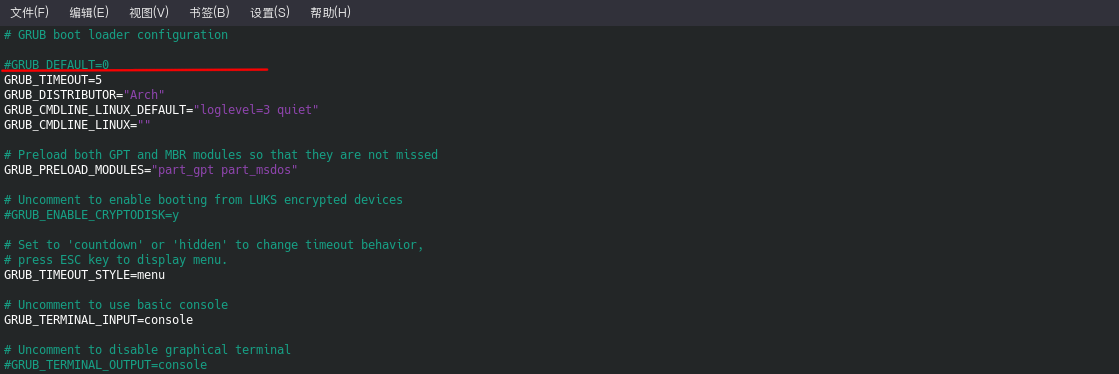 文件(F) 编辑(E) 视图(V) 书签(B) 设置(S) 帮助(H)
# GRUB boot loader configuration
#GRUB_DEFAULT=0
GRUB_TIMEOUT=5
GRUB_DISTRIBUTOR="Arch"
GRUB_CMDLINE_LINUX_DEFAULT="loglevel=3 quiet"
GRUB_CMDLINE_LINUX=""
# Preload both GPT and MBR modules so that they are not missed
GRUB_PRELOAD_MODULES="part_gpt part_msdos"
# Uncomment to enable booting from LUKS encrypted devices
#GRUB_ENABLE_CRYPTODISK=y
# Set to 'countdown' or 'hidden' to change timeout behavior,
# press ESC key to display menu.
GRUB_TIMEOUT_STYLE=menu
# Uncomment to use basic console
GRUB_TERMINAL_INPUT=console
# Uncomment to disable graphical terminal
#GRUB_TERMINAL_OUTPUT=console